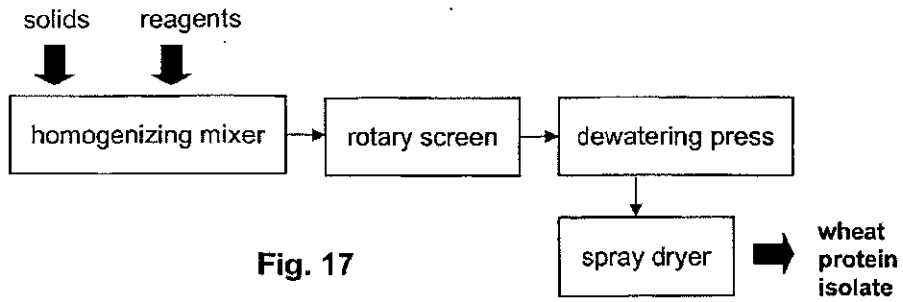 solids reagents
homogenizing mixer
rotary screen
dewatering press
spray dryer
wheat
protein
isolate
Fig. 17